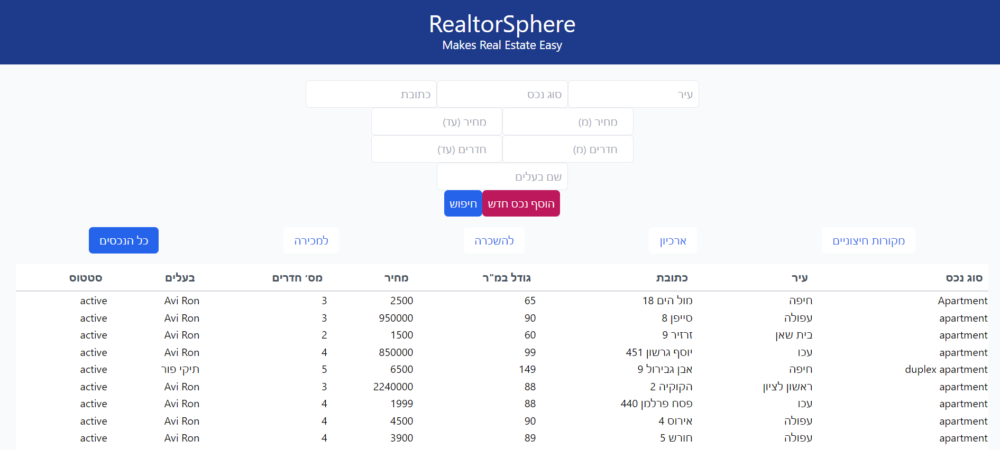 RealtorSphere
Makes Real Estate Easy
עיר סוג נכס כתובת
מחיר (מ) מחיר (עד)
חדרים (מ) חדרים (עד)
שם בעלים
הוסף נכס חדש חיפוש
מקורות חיצוניים ארכיון להשכרה למכירה כל הנכסים
סוג נכס עיר כתובת גודל במ"ר מחיר מס׳ חדרים בעלים סטטוס
Apartment חיפה מול הים 18 65 2500 3 Avi Ron active
apartment עפולה סייפן 8 90 950000 3 Avi Ron active
apartment בית שאן זרזיר 9 60 1500 2 Avi Ron active
apartment עכו יוסף גרשון 451 99 850000 4 Avi Ron active
duplex apartment חיפה אבן גבירול 9 149 6500 5 תיקי פור active
apartment ראשון לציון הקוקיה 2 88 2240000 3 Avi Ron active
apartment עכו פסח פרלמן 440 88 1999 4 Avi Ron active
apartment עפולה אירוס 4 90 4500 4 Avi Ron active
apartment עפולה חורש 5 89 3900 4 Avi Ron active